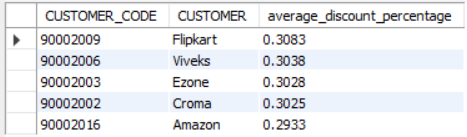 CUSTOMER_CODE CUSTOMER average_discount_percentage
90002009 Flipkart 0.3083
90002006 Viveks 0.3038
90002003 Ezone 0.3028
90002002 Croma 0.3025
90002016 Amazon 0.2933